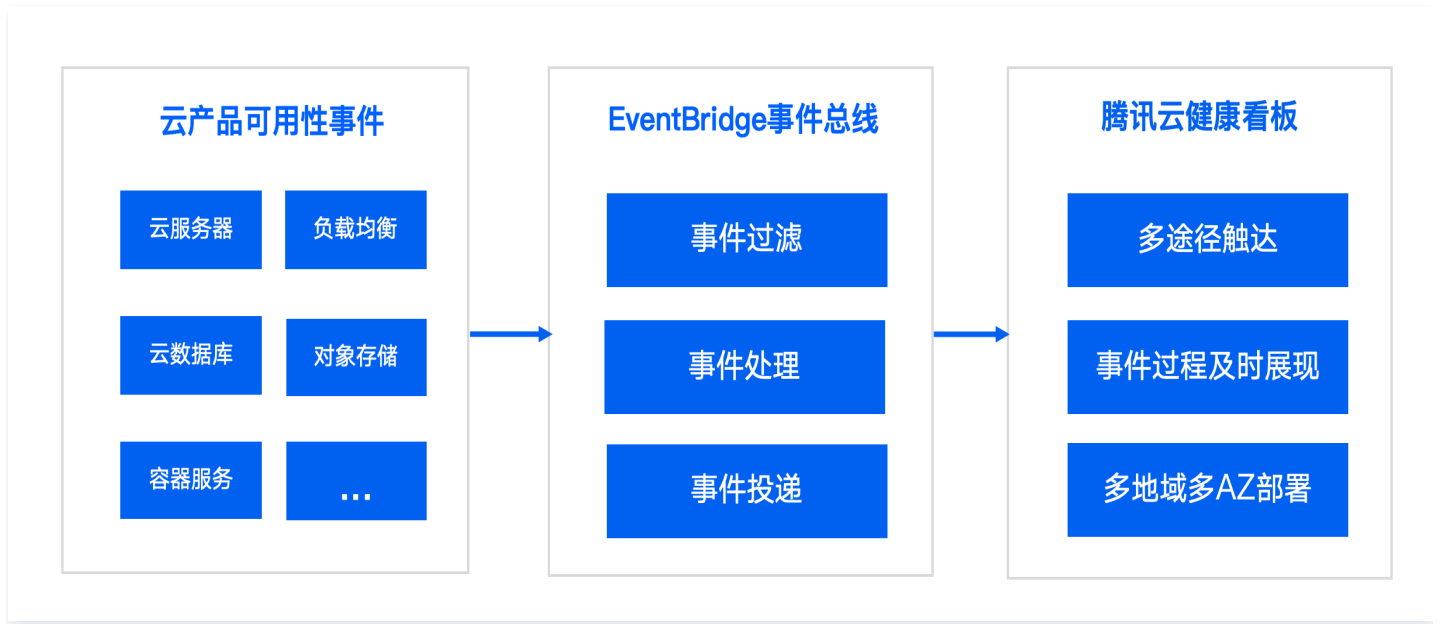 云产品可用性事件
云服务器
负载均衡
云数据库
对象存储
容器服务
...
EventBridge事件总线
事件过滤
事件处理
事件投递
腾讯云健康看板
多途径触达
事件过程及时展现
多地域多AZ部署